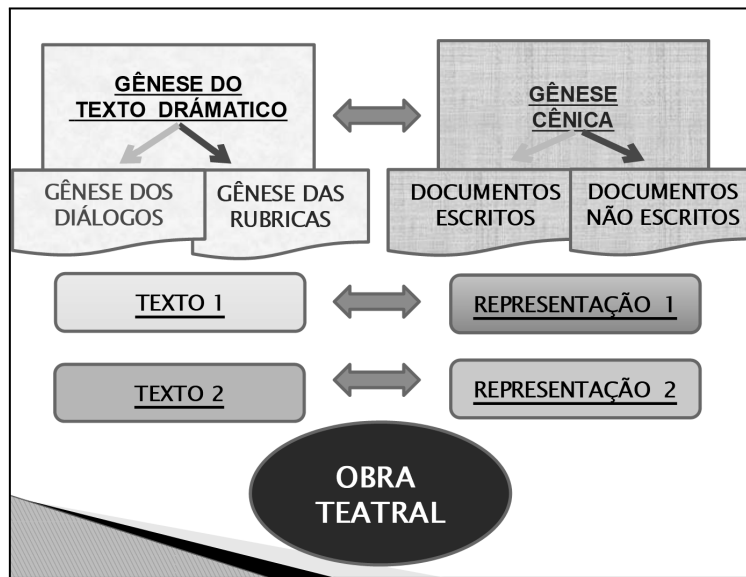 GÊNESE DO
TEXTO DRÁMATICO
GÊNESE
CÊNICA
GÊNESE DOS
DIÁLOGOS
GÊNESE DAS
RUBRICAS
DOCUMENTOS
ESCRITOS
DOCUMENTOS
NÃO ESCRITOS
TEXTO 1
REPRESENTAÇÃO 1
TEXTO 2
REPRESENTAÇÃO 2
OBRA
TEATRAL